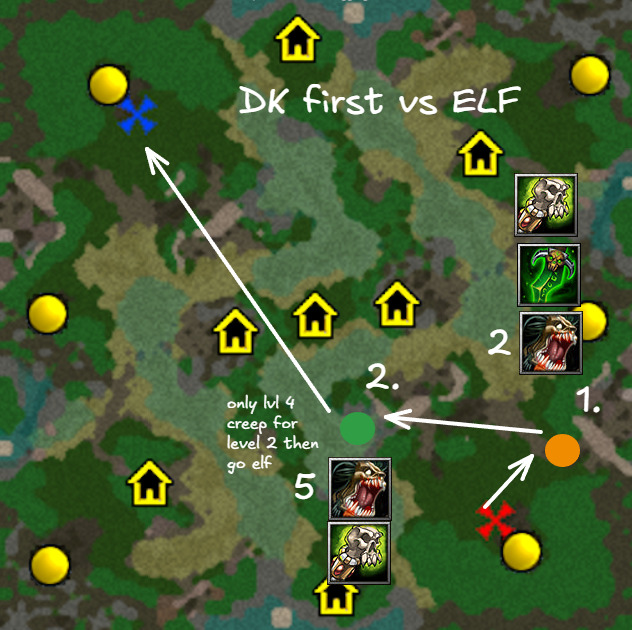 DK first vs ELF
2
1.
2.
only lvl 4
creep for
level 2 then
go elf
5